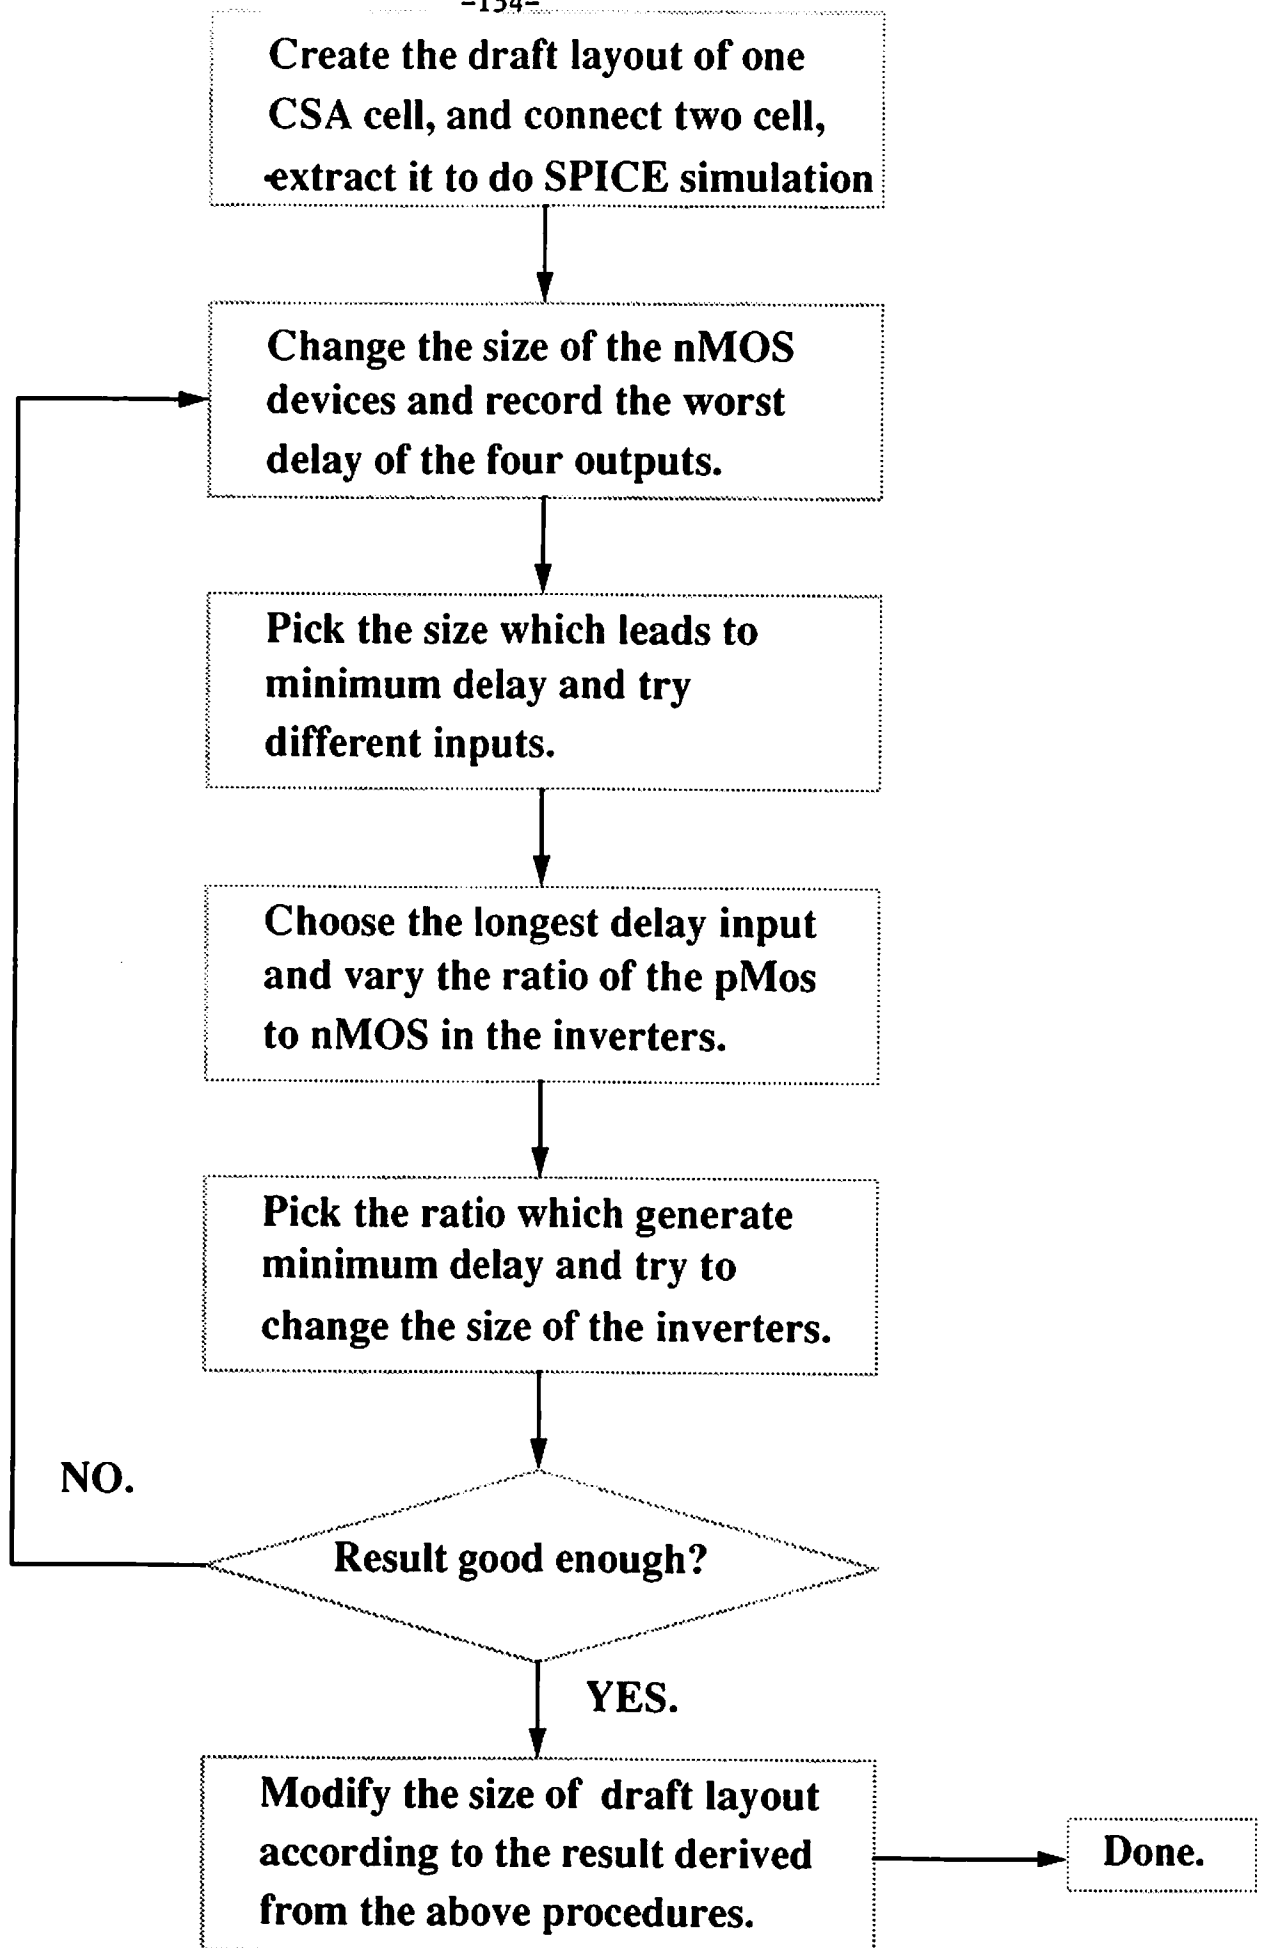 -134-
Create the draft layout of one
CSA cell, and connect two cell,
extract it to do SPICE simulation
Change the size of the nMOS
devices and record the worst
delay of the four outputs.
Pick the size which leads to
minimum delay and try
different inputs.
Choose the longest delay input
and vary the ratio of the pMos
to nMOS in the inverters.
Pick the ratio which generate
minimum delay and try to
change the size of the inverters.
NO.
Result good enough?
YES.
Modify the size of draft layout
according to the result derived
from the above procedures.
Done.